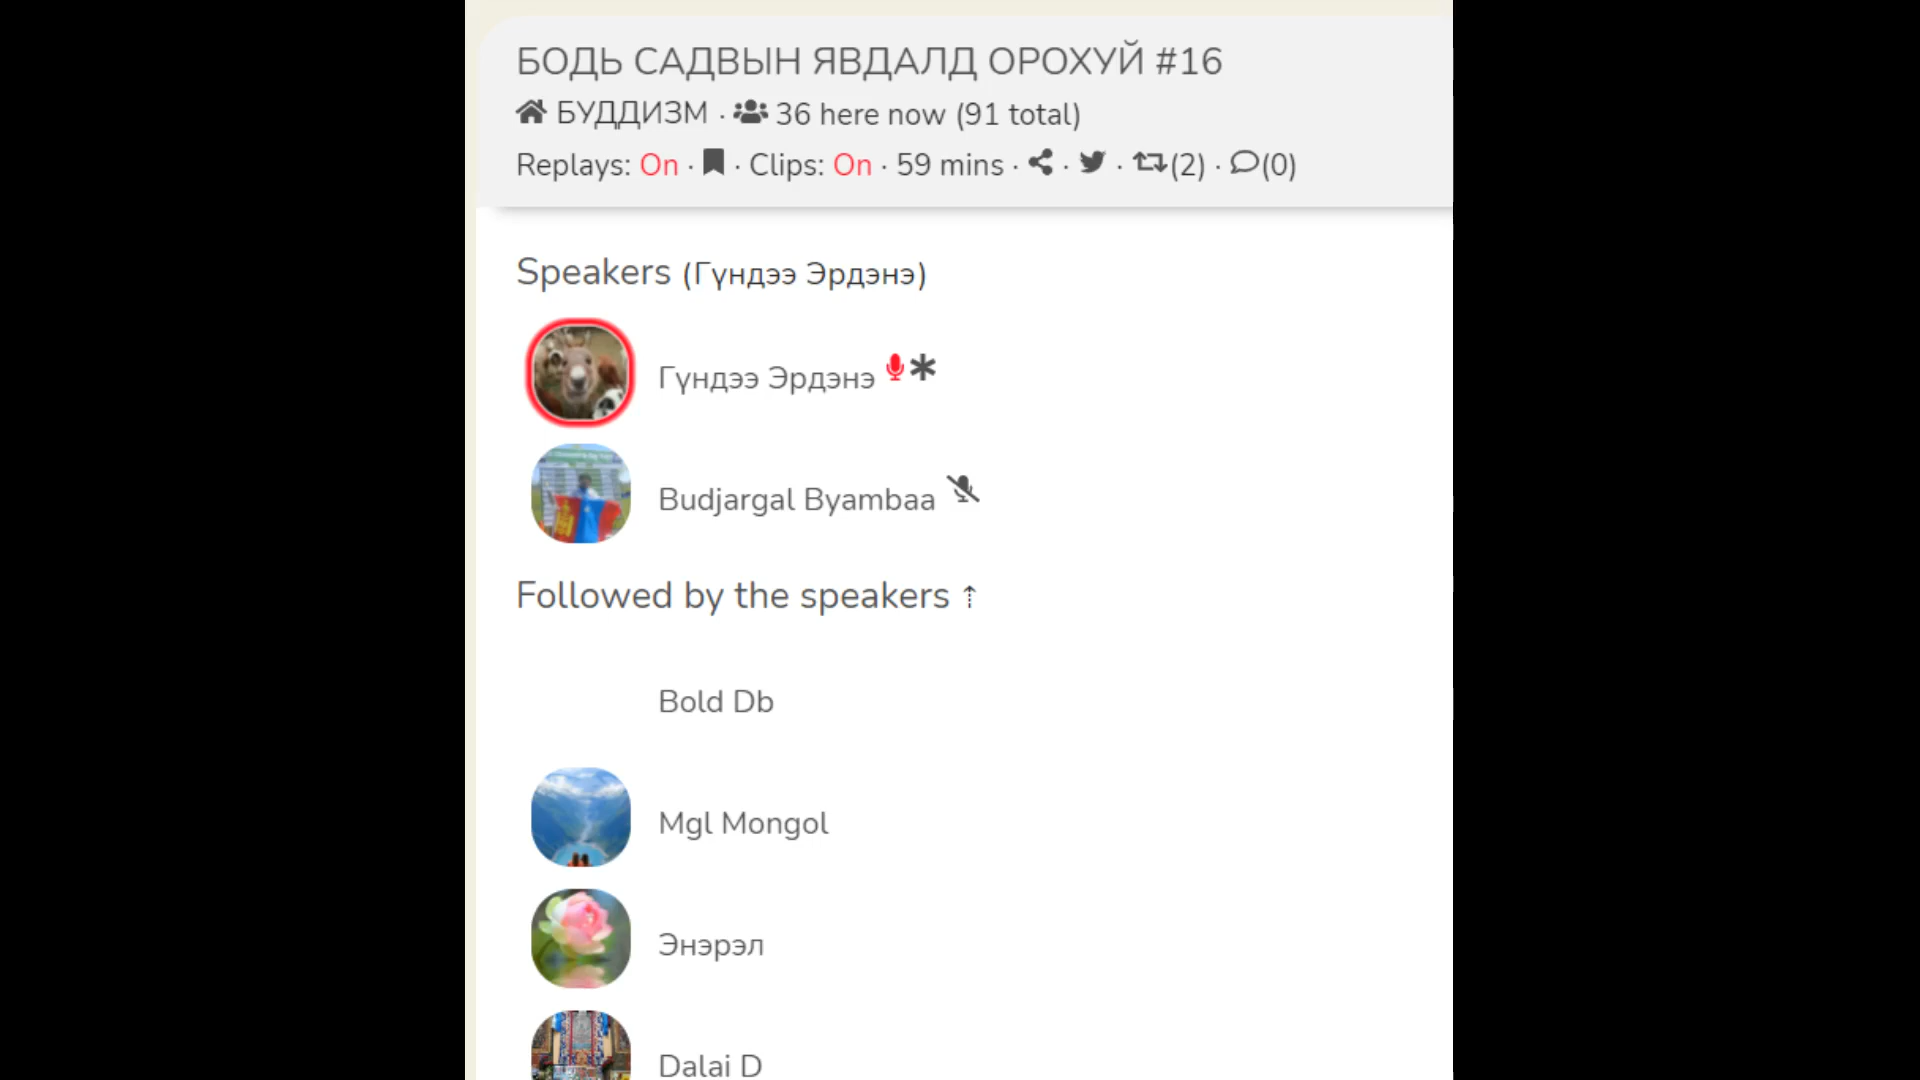 БОДЬ САДВЫН ЯВДАЛД ОРОХУЙ #16
БУДДИЗМ · 36 here now (91 total)
Replays: On · · Clips: On · 59 mins · · · (2) · (0)
Speakers (Гүндээ Эрдэнэ)
Гүндээ Эрдэнэ
Budjargal Byambaa
Followed by the speakers ⇡
Bold Db
Mgl Mongol
Энэрэл
Dalai D